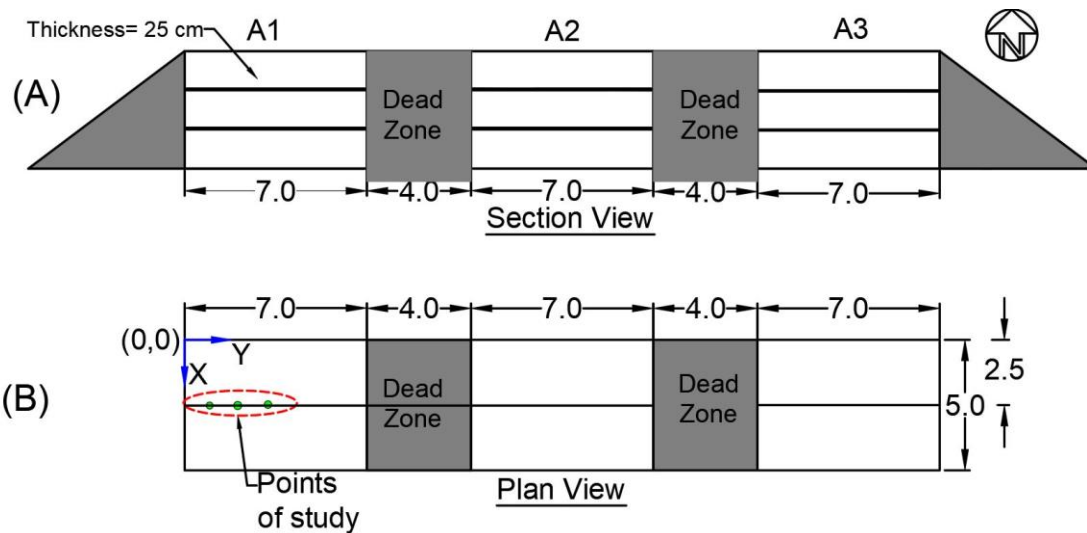 Thickness= 25 cm
A1
A2
A3
N
(A)
Dead
Zone
Dead
Zone
7.0
4.0
7.0
4.0
7.0
Section View
7.0
4.0
7.0
4.0
7.0
(0,0)
Y
X
2.5
(B)
Dead
Zone
Dead
Zone
5.0
Points
of study
Plan View